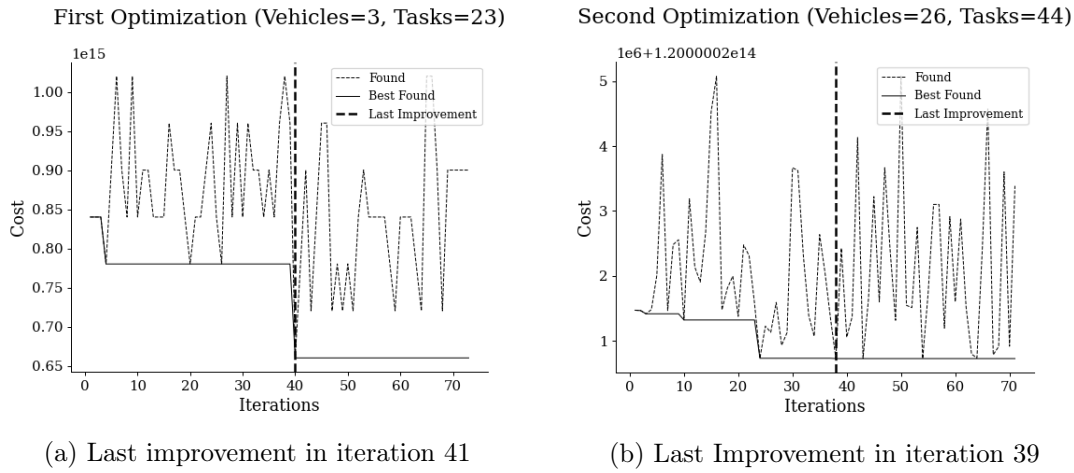 First Optimization (Vehicles=3, Tasks=23)
1e15
1.00
0.95
0.90
0.85
0.80
0.75
0.70
0.65
Cost
0 10 20 30 40 50 60 70
Iterations
Found
Best Found
Last Improvement
(a) Last improvement in iteration 41
Second Optimization (Vehicles=26, Tasks=44)
1e6+1.2000002e14
5
4
3
2
1
Cost
0 10 20 30 40 50 60 70
Iterations
Found
Best Found
Last Improvement
(b) Last Improvement in iteration 39